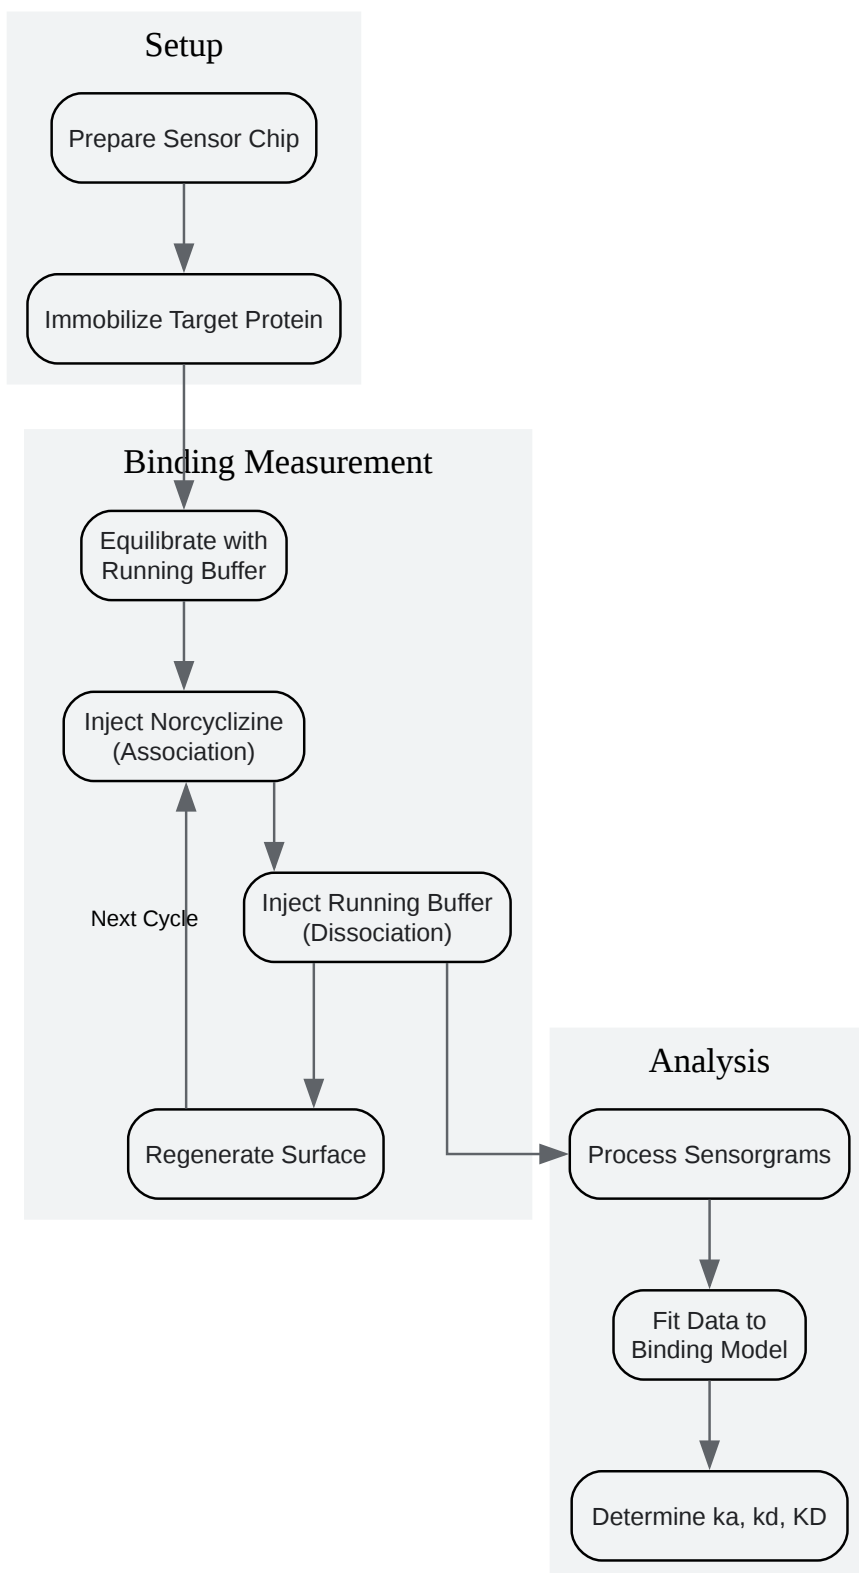 Setup
Prepare Sensor Chip
Immobilize Target Protein
Binding Measurement
Equilibrate with
Running Buffer
Inject Norcyclizine
(Association)
Next Cycle
Inject Running Buffer
(Dissociation)
Regenerate Surface
Analysis
Process Sensorgrams
Fit Data to
Binding Model
Determine ka, kd, KD